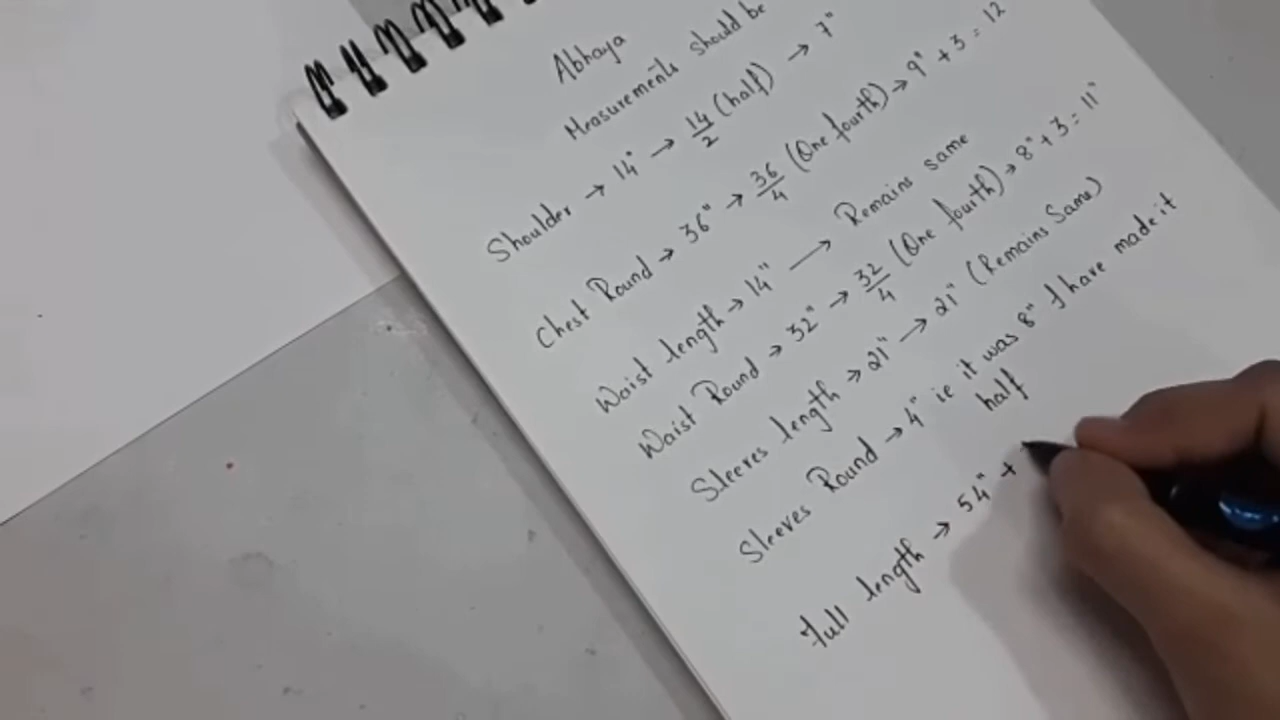 Abhaya
Measurements should be
Shoulder → 14" → 14/2 (half) → 7"
Chest Round → 36" → 36/4 (One fourth) → 9" + 3 = 12
Waist length → 14" → Remains same
Waist Round → 32" → 32/4 (One fourth) → 8" + 3 = 11"
Sleeves length → 21" → 21" (Remains Same)
Sleeves Round → 4" ie it was 8" I have made it
half
Full length → 54" +